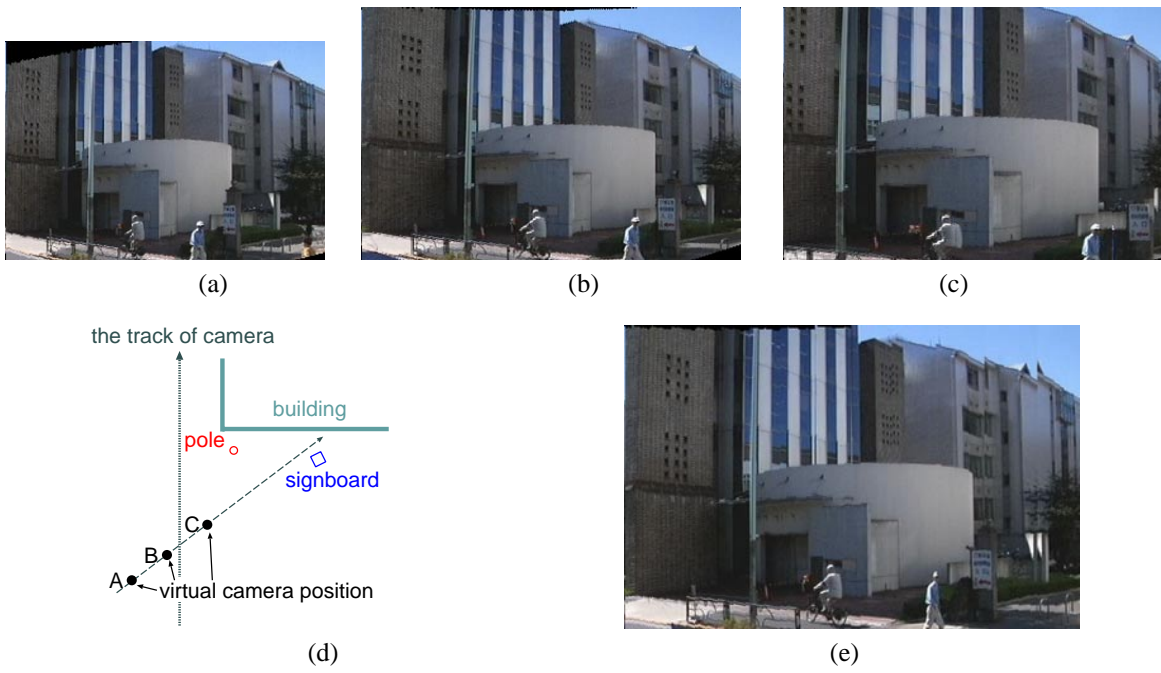 (a)
(b)
(c)
the track of camera
building
pole
signboard
C
B
A
virtual camera position
(d)
(e)